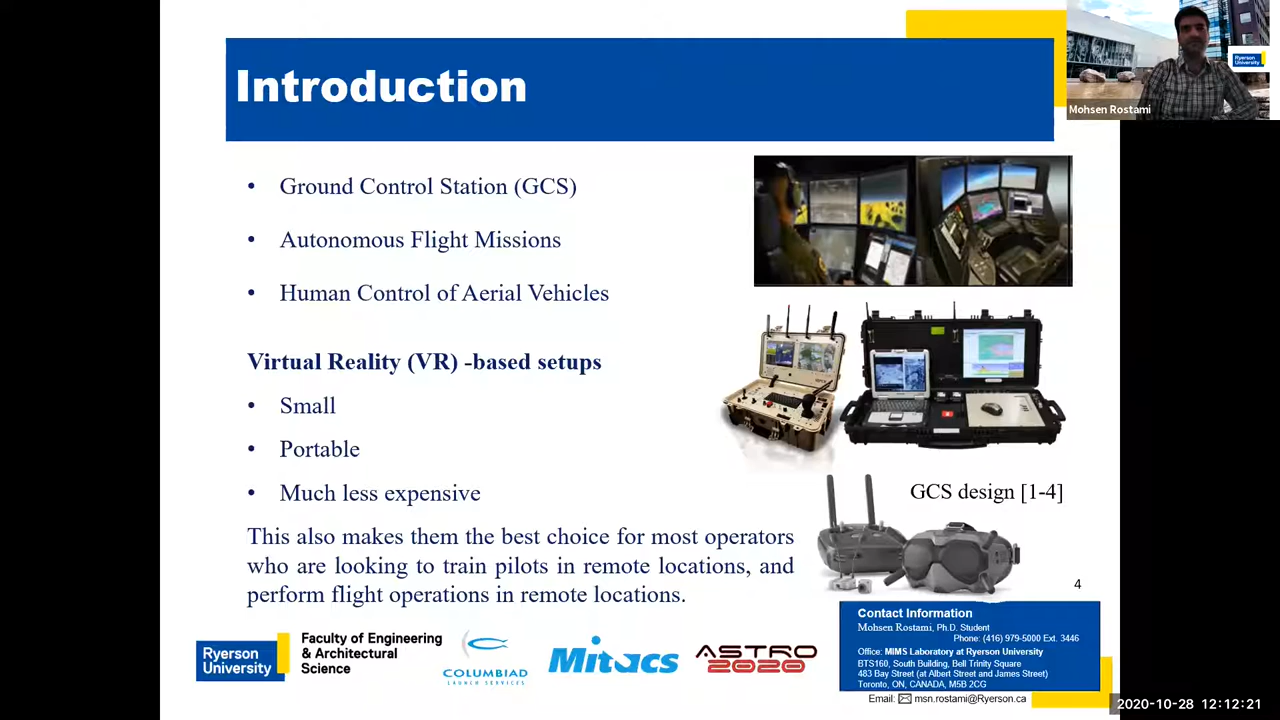 Introduction
Ryerson
University
Mohsen Rostami
• Ground Control Station (GCS)
• Autonomous Flight Missions
• Human Control of Aerial Vehicles
Virtual Reality (VR) -based setups
• Small
• Portable
• Much less expensive
GCS design [1-4]
This also makes them the best choice for most operators
who are looking to train pilots in remote locations, and
perform flight operations in remote locations.
4
Ryerson
University
Faculty of Engineering
& Architectural
Science
COLUMBIAD
LAUNCH SERVICES
Mitacs
ASTRO
2020
Contact Information
Mohsen Rostami, Ph.D. Student
Phone: (416) 979-5000 Ext. 3446
Office: MIMS Laboratory at Ryerson University
BTS160, South Building, Bell Trinity Square
483 Bay Street (at Albert Street and James Street)
Toronto, ON, CANADA, M5B 2CG
Email: msn.rostami@Ryerson.ca
2020-10-28 12:12:21